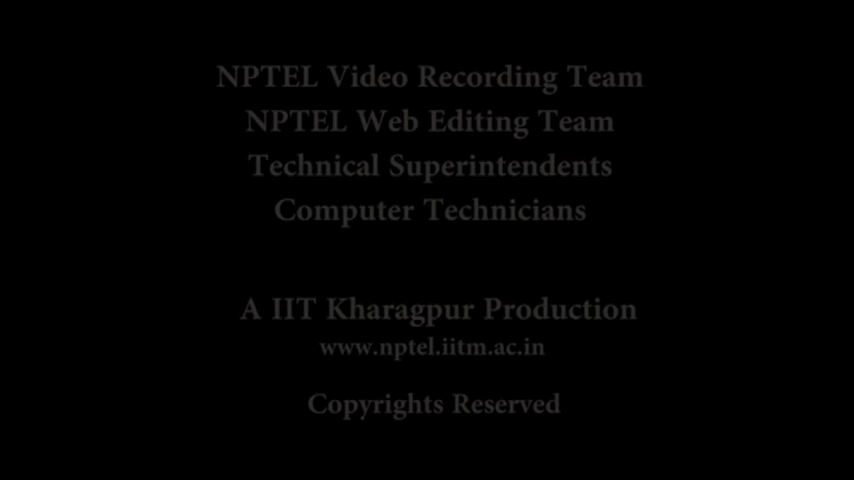 NPTEL Video Recording Team
NPTEL Web Editing Team
Technical Superintendents
Computer Technicians
A IIT Kharagpur Production
www.nptel.iitm.ac.in
Copyrights Reserved